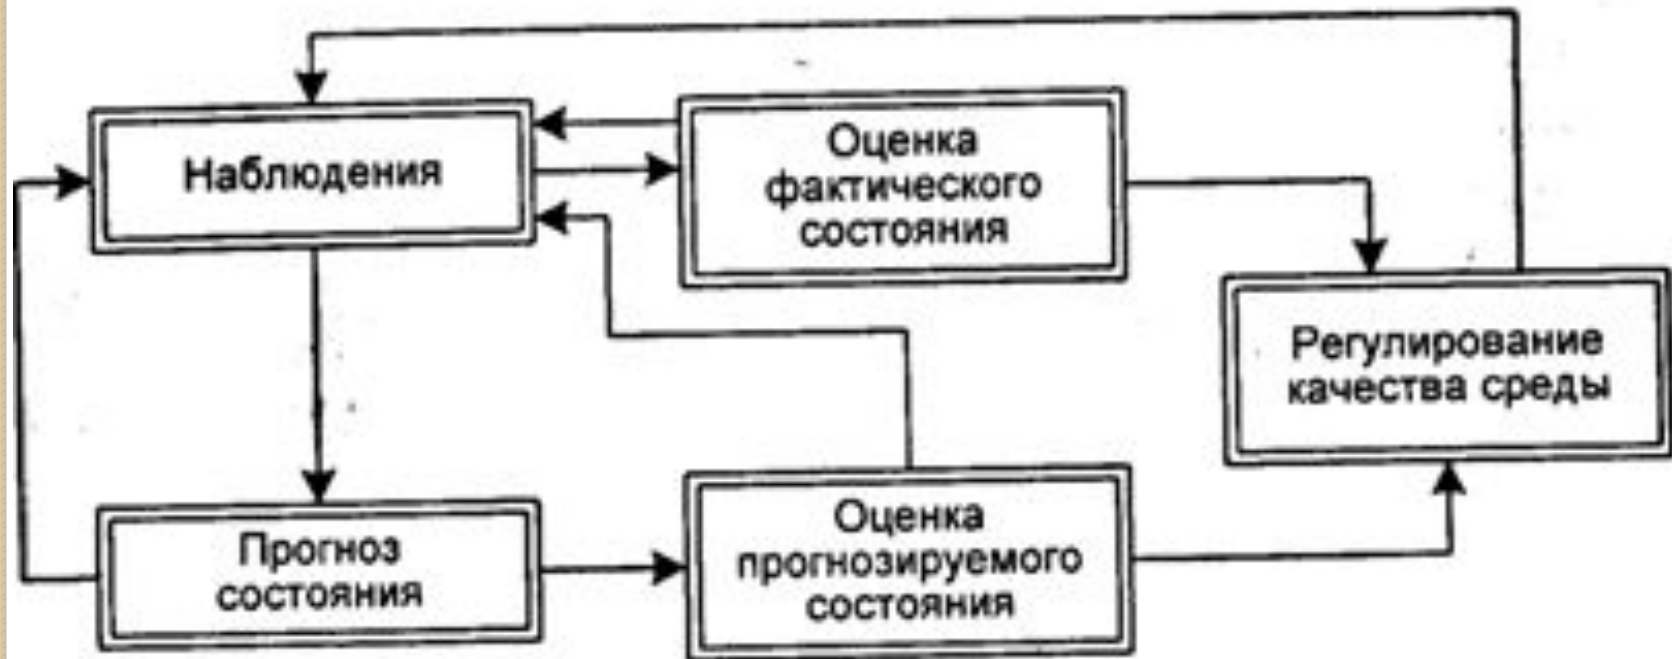 Наблюдения
Оценка
фактического
состояния
Регулирование
качества среды
Прогноз
состояния
Оценка
прогнозируемого
состояния